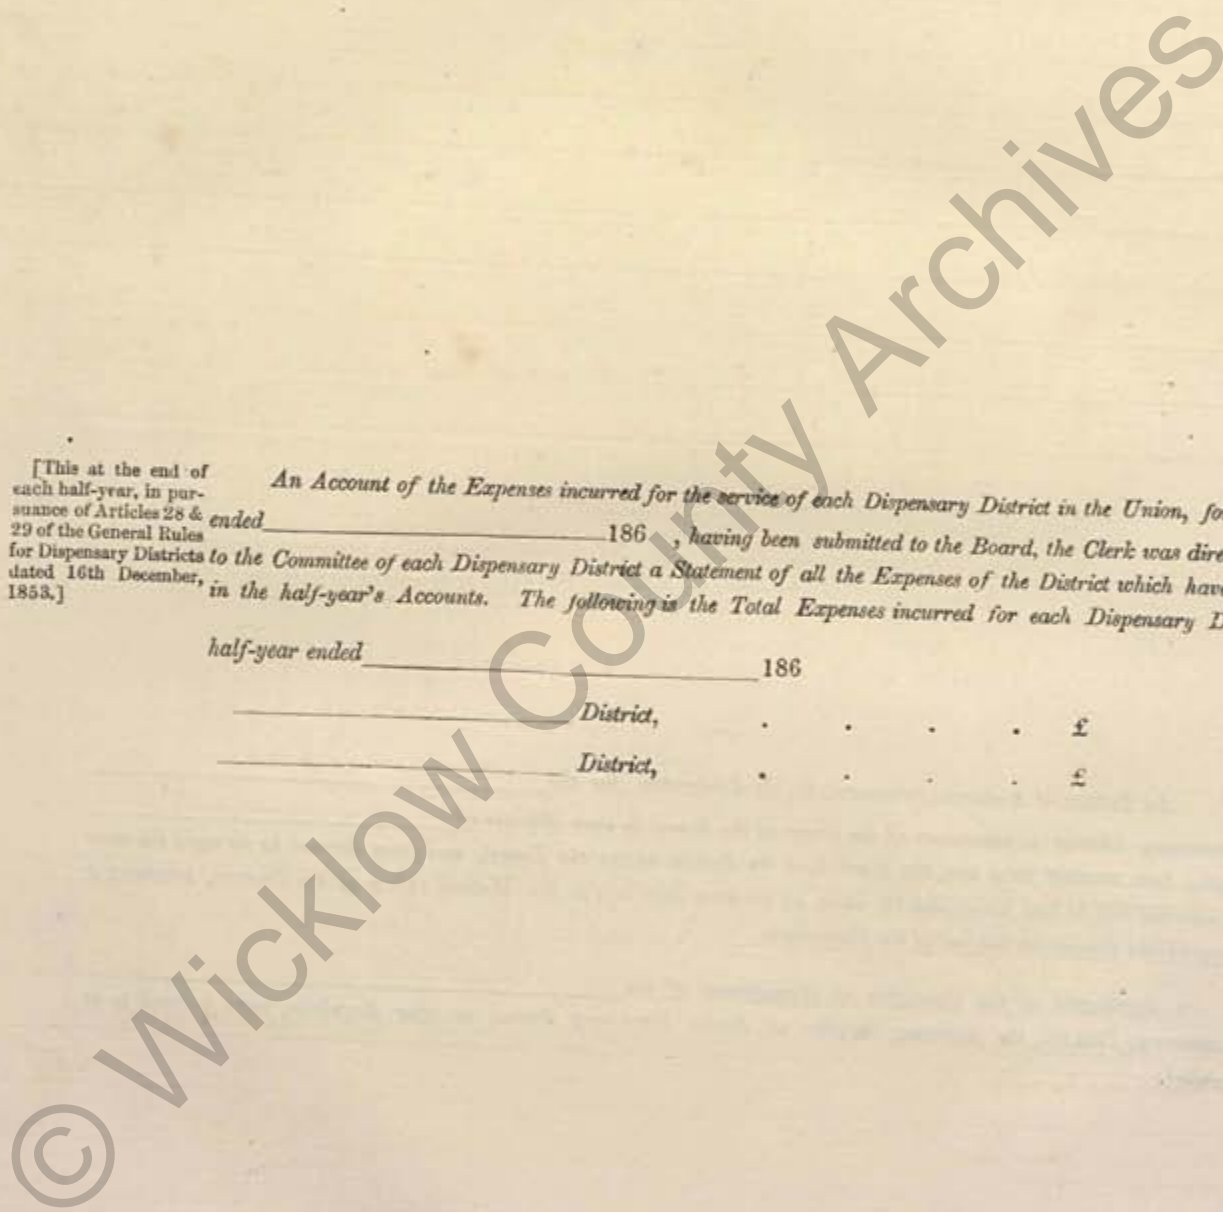 [This at the end of
each half-year, in pur-
suance of Articles 28 &
29 of the General Rules
for Dispensary Districts
dated 16th December,
1853.]
An Account of the Expenses incurred for the service of each Dispensary District in the Union, fo
ended 186 , having been submitted to the Board, the Clerk was dire
to the Committee of each Dispensary District a Statement of all the Expenses of the District which have
in the half-year's Accounts. The following is the Total Expenses incurred for each Dispensary D
half-year ended 186
District, . . . . £
District, . . . . £
© Wicklow County Archives